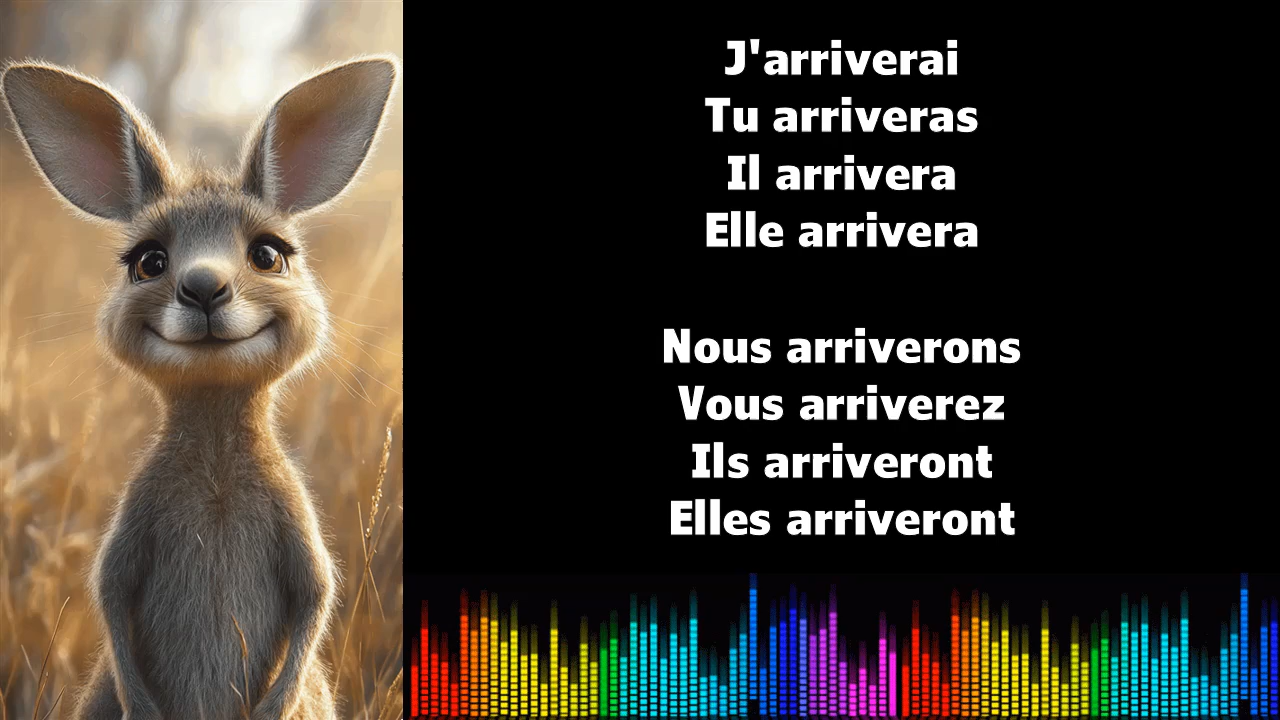 J'arriverai
Tu arriveras
Il arrivera
Elle arrivera
Nous arriverons
Vous arriverez
Ils arriveront
Elles arriveront